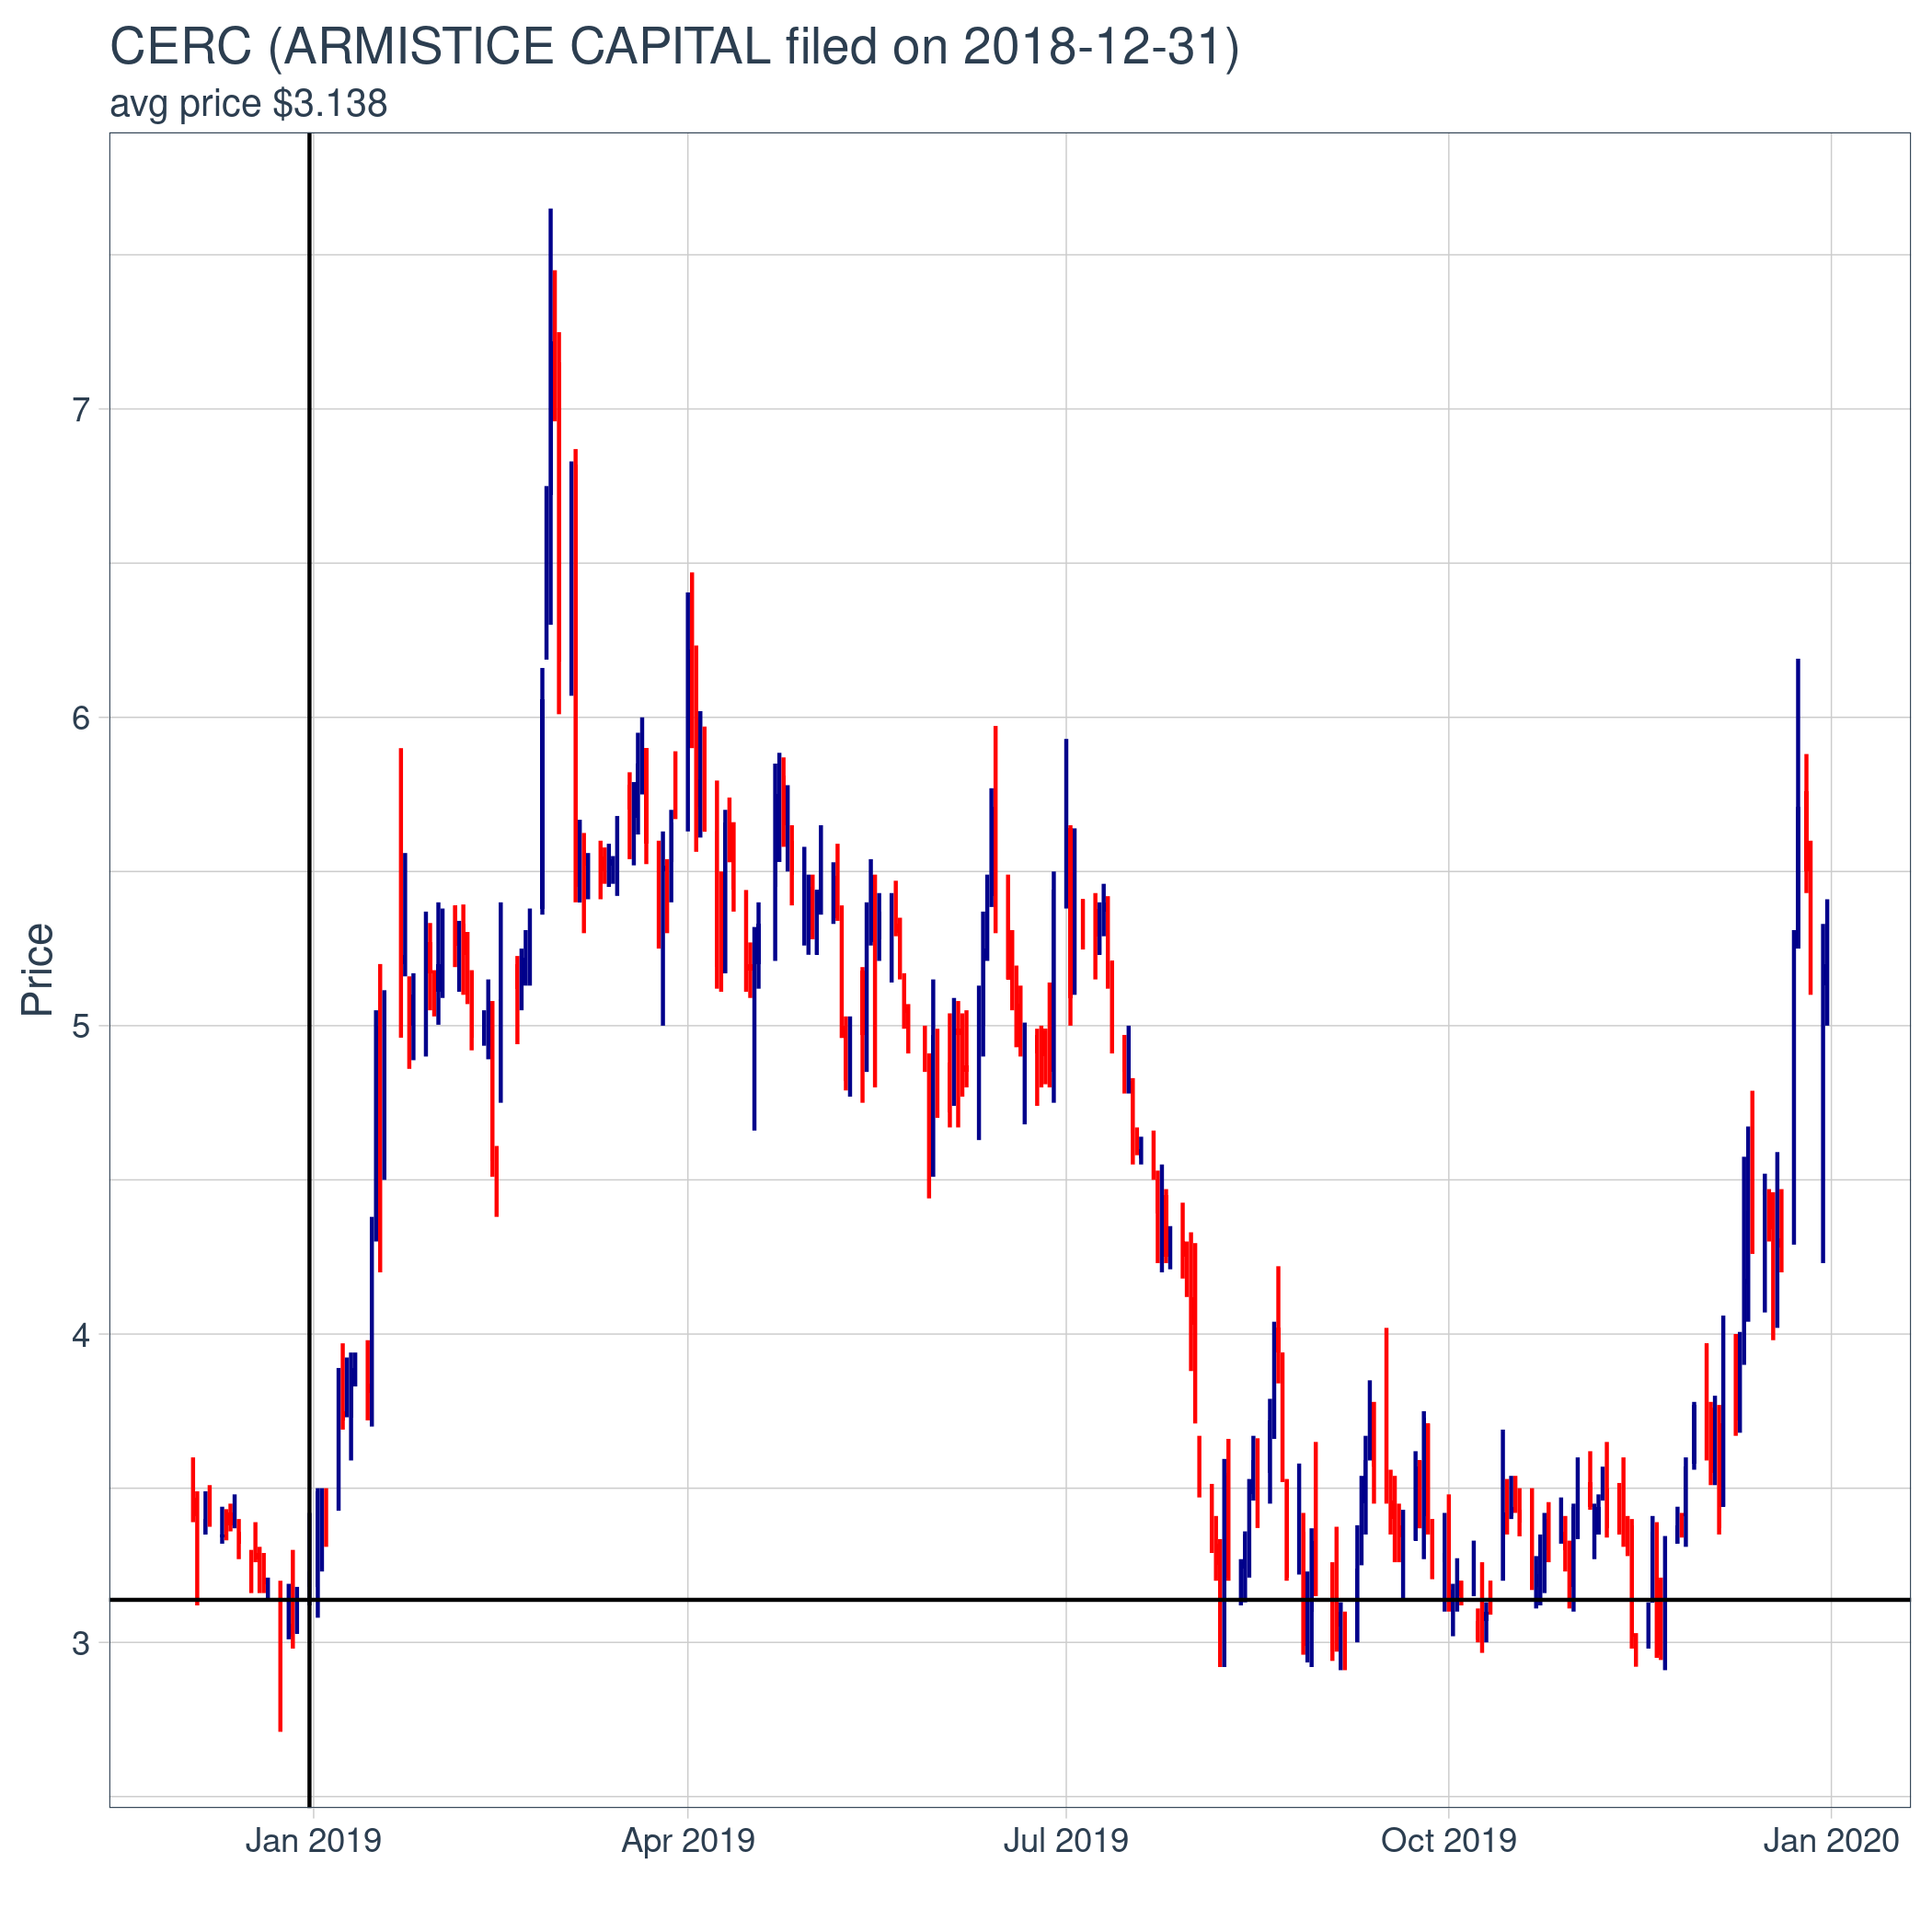 CERC (ARMISTICE CAPITAL filed on 2018-12-31)
avg price $3.138
Price
7
6
5
4
3
Jan 2019 Apr 2019 Jul 2019 Oct 2019 Jan 2020